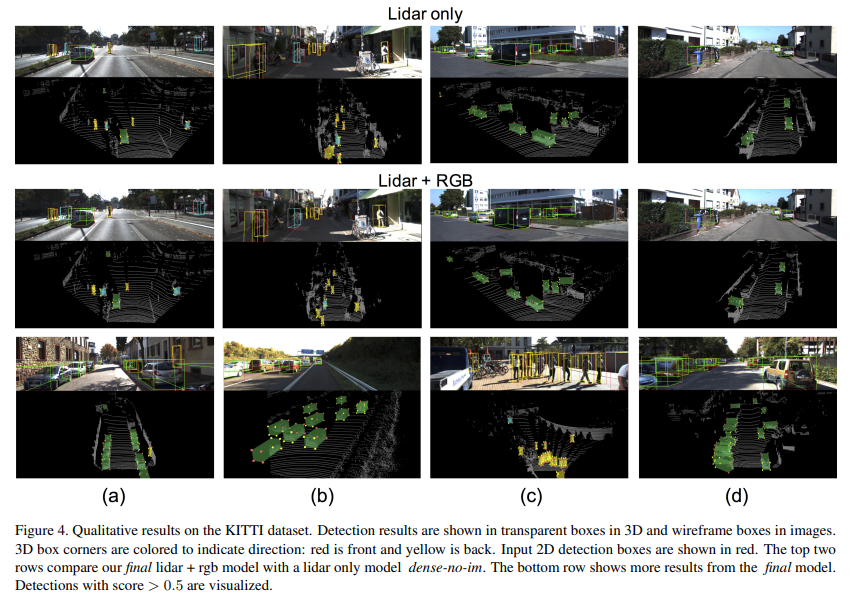 Lidar only
Lidar + RGB
(a)
(b)
(c)
(d)
Figure 4. Qualitative results on the KITTI dataset. Detection results are shown in transparent boxes in 3D and wireframe boxes in images.
3D box corners are colored to indicate direction: red is front and yellow is back. Input 2D detection boxes are shown in red. The top two
rows compare our final lidar + rgb model with a lidar only model dense-no-im. The bottom row shows more results from the final model.
Detections with score > 0.5 are visualized.